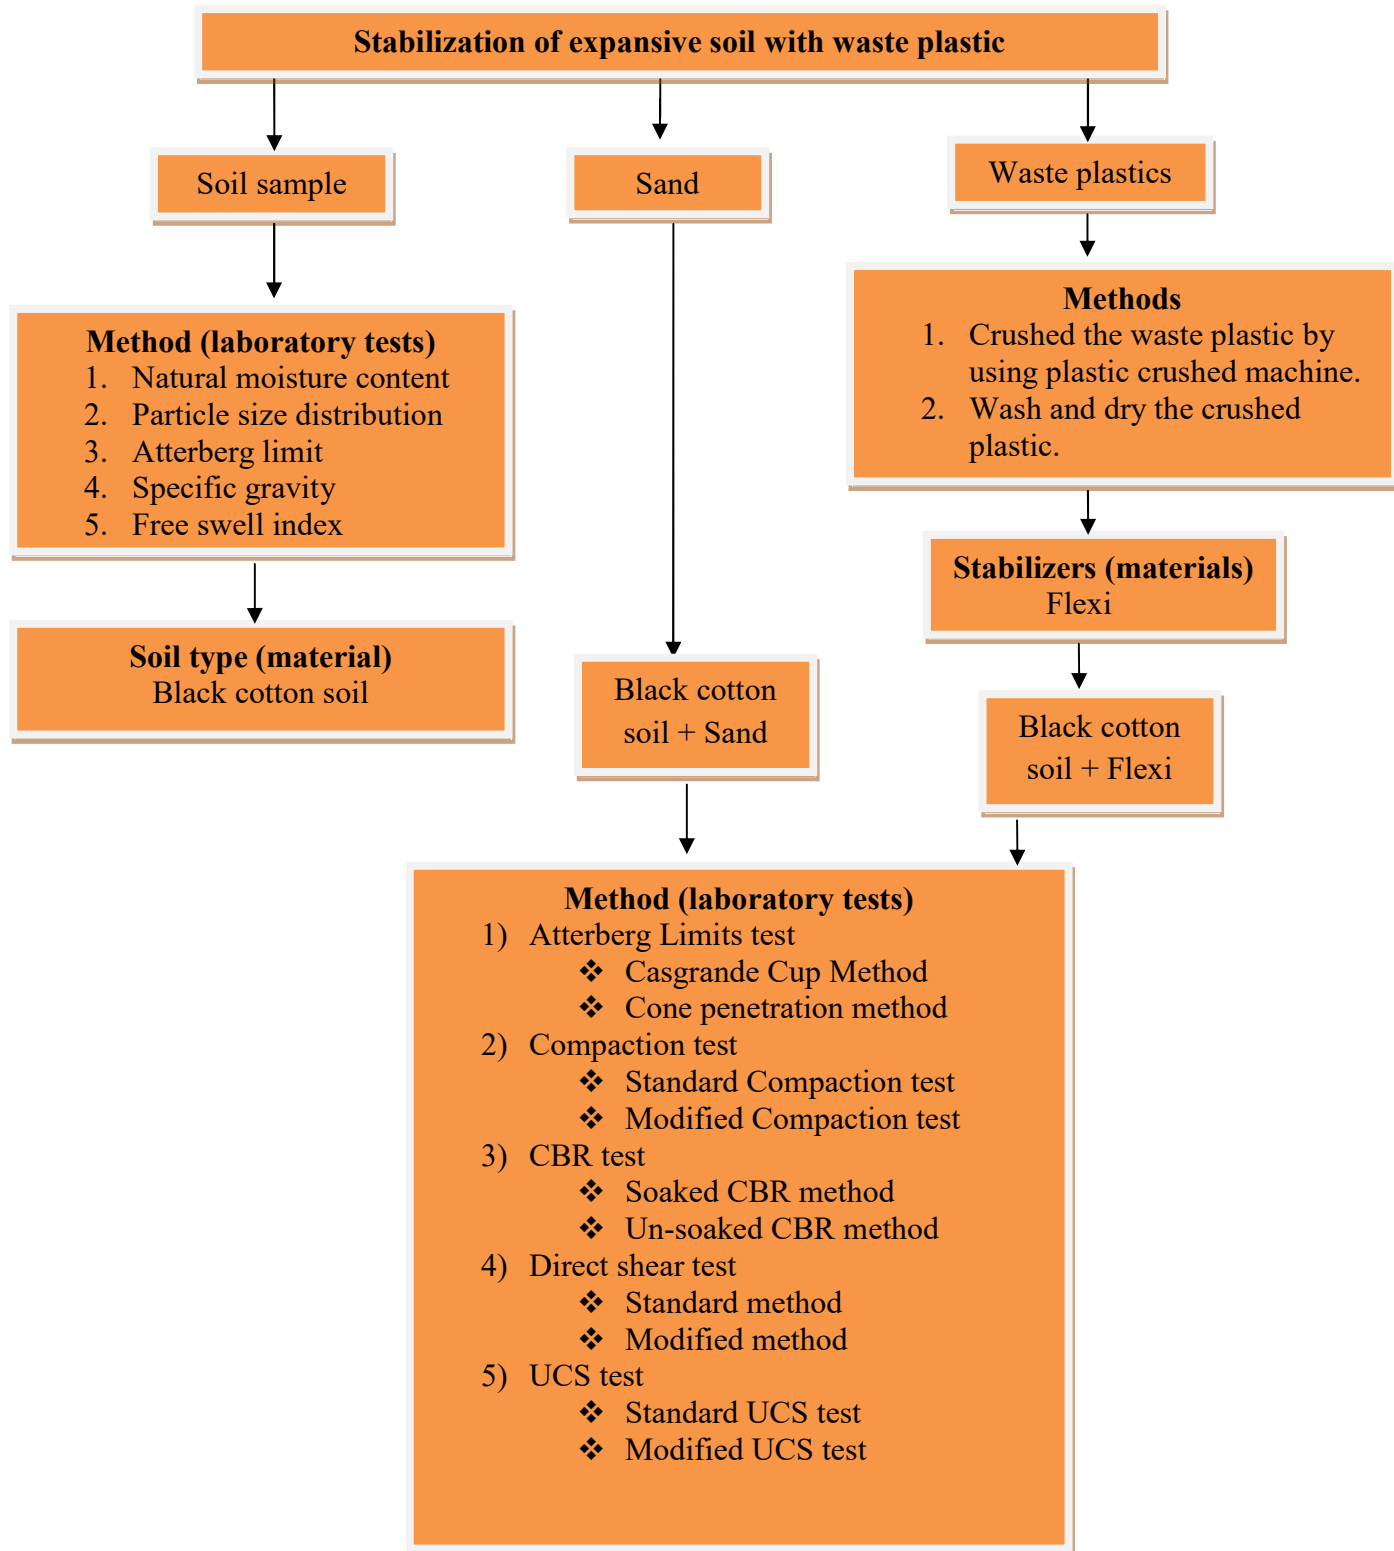 Stabilization of expansive soil with waste plastic
Soil sample
Sand
Waste plastics
Method (laboratory tests)
1. Natural moisture content
2. Particle size distribution
3. Atterberg limit
4. Specific gravity
5. Free swell index
Methods
1. Crushed the waste plastic by
using plastic crushed machine.
2. Wash and dry the crushed
plastic.
Stabilizers (materials)
Flexi
Soil type (material)
Black cotton soil
Black cotton
soil + Sand
Black cotton
soil + Flexi
Method (laboratory tests)
1) Atterberg Limits test
❖ Casgrande Cup Method
❖ Cone penetration method
2) Compaction test
❖ Standard Compaction test
❖ Modified Compaction test
3) CBR test
❖ Soaked CBR method
❖ Un-soaked CBR method
4) Direct shear test
❖ Standard method
❖ Modified method
5) UCS test
❖ Standard UCS test
❖ Modified UCS test